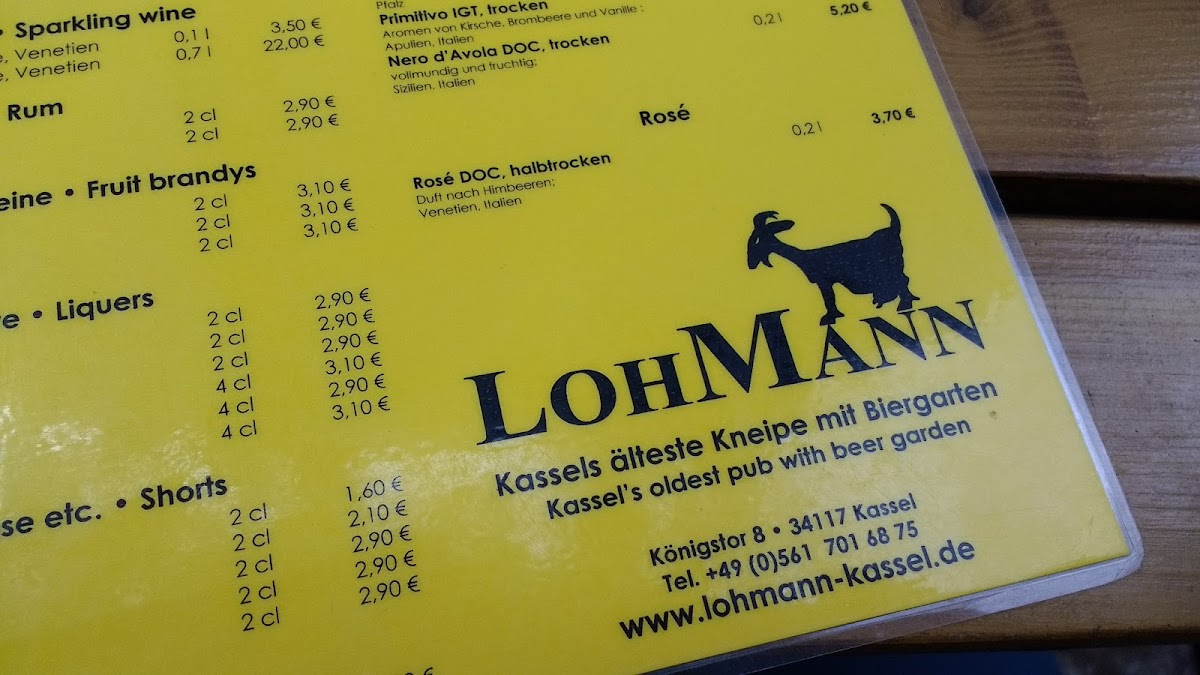 • Sparkling wine
Venetien 0,1 l 3,50 €
Venetien 0,7 l 22,00 €
Rum
2 cl 2,90 €
2 cl 2,90 €
• Fruit brandys
2 cl 3,10 €
2 cl 3,10 €
2 cl 3,10 €
• Liquers
2 cl 2,90 €
2 cl 2,90 €
2 cl 2,90 €
4 cl 3,10 €
4 cl 2,90 €
4 cl 3,10 €
etc. • Shorts
2 cl 1,60 €
2 cl 2,10 €
2 cl 2,90 €
2 cl 2,90 €
2 cl 2,90 €
Pfalz
Primitivo IGT, trocken
Aromen von Kirsche, Brombeere und Vanille ;
Apulien, Italien
Nero d'Avola DOC, trocken 0,2 l 5,20 €
vollmundig und fruchtig;
Sizilien, Italien
Rosé
Rosé DOC, halbtrocken 0,2 l 3,70 €
Duft nach Himbeeren;
Venetien, Italien
LOHMANN
Kassels älteste Kneipe mit Biergarten
Kassel's oldest pub with beer garden
Königstor 8 • 34117 Kassel
Tel. +49 (0)561 701 68 75
www.lohmann-kassel.de